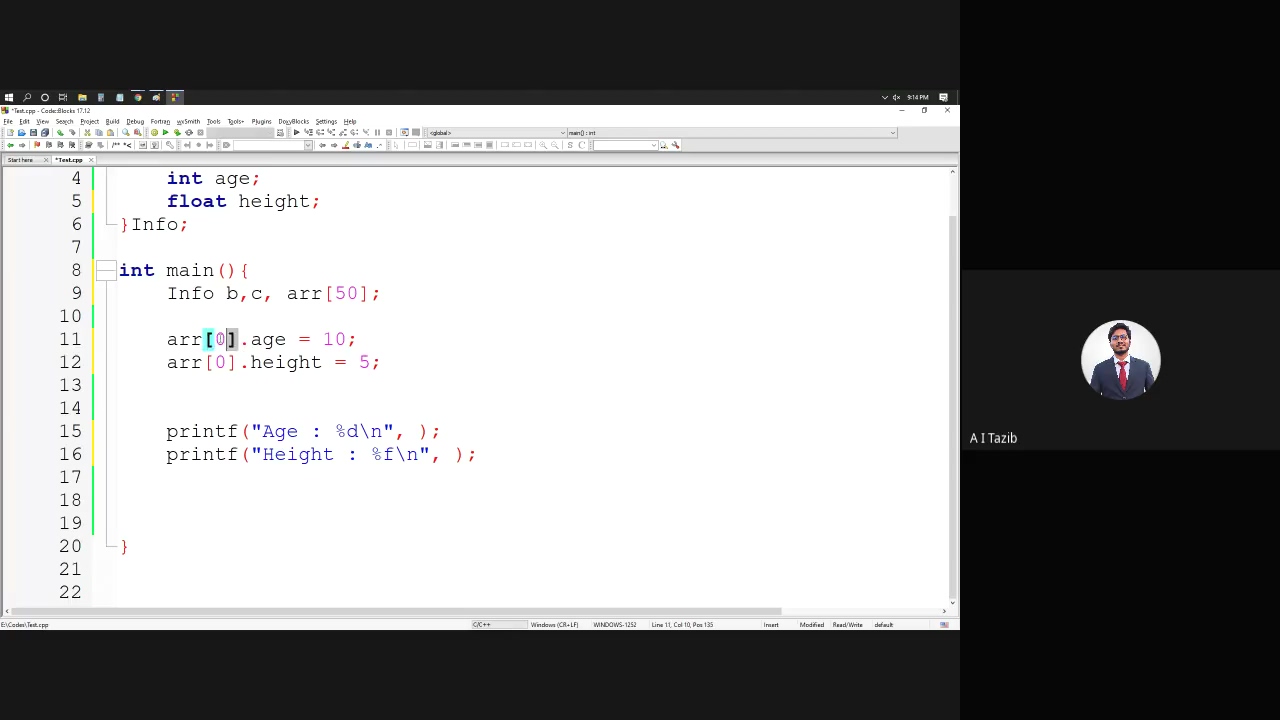 9:14 PM
*Test.cpp - Code::Blocks 17.12
File Edit View Search Project Build Debug Fortran wxSmith Tools Tools+ Plugins DoxyBlocks Settings Help
<global> main() : int
Start here *Test.cpp
4 int age;
5 float height;
6 }Info;
7
8 int main(){
9 Info b,c, arr[50];
10
11 arr[0].age = 10;
12 arr[0].height = 5;
13
14
15 printf("Age : %d\n", );
16 printf("Height : %f\n", );
17
18
19
20 }
21
22
E:\Codes\Test.cpp C/C++ Windows (CR+LF) WINDOWS-1252 Line 11, Col 10, Pos 135 Insert Modified Read/Write default
A I Tazib